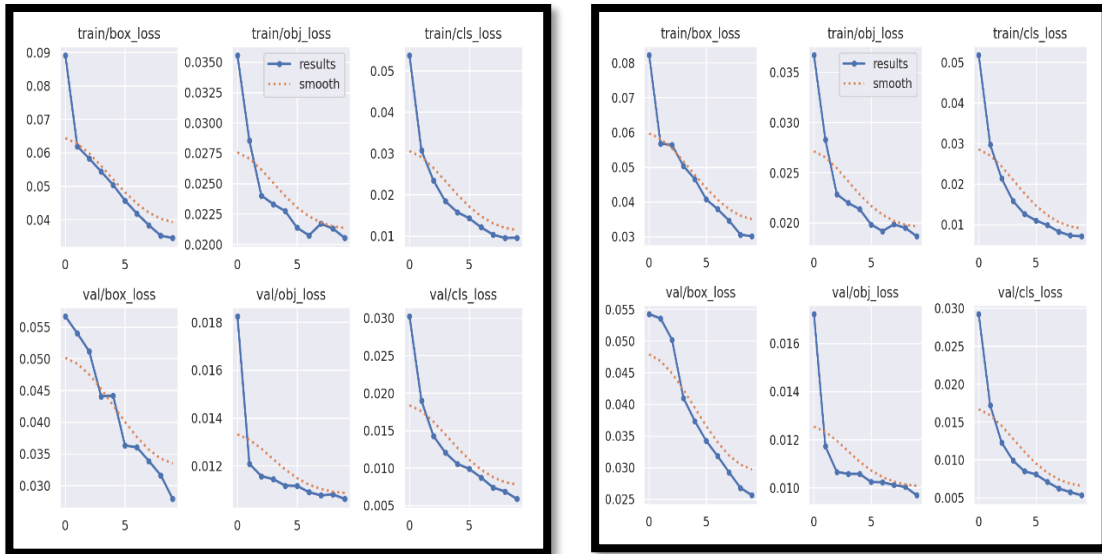 train/box_loss train/obj_loss train/cls_loss
0.09 0.0350 0.05
0.08 0.0325 0.04
0.07 0.0300 0.03
0.06 0.0275 0.02
0.05 0.0250 0.01
0.04 0.0225
0.0200
results
smooth
0 5 0 5 0 5
val/box_loss val/obj_loss val/cls_loss
0.055 0.018 0.030
0.050 0.016 0.025
0.045 0.014 0.020
0.040 0.012 0.015
0.035 0.010
0.030 0.005
0 5 0 5 0 5
train/box_loss train/obj_loss train/cls_loss
0.08 0.035 0.05
0.07 0.030 0.04
0.06 0.025 0.03
0.05 0.020 0.02
0.04 0.01
0.03
results
smooth
0 5 0 5 0 5
val/box_loss val/obj_loss val/cls_loss
0.055 0.016 0.030
0.050 0.014 0.025
0.045 0.012 0.020
0.040 0.010 0.015
0.035 0.010
0.030 0.005
0.025
0 5 0 5 0 5